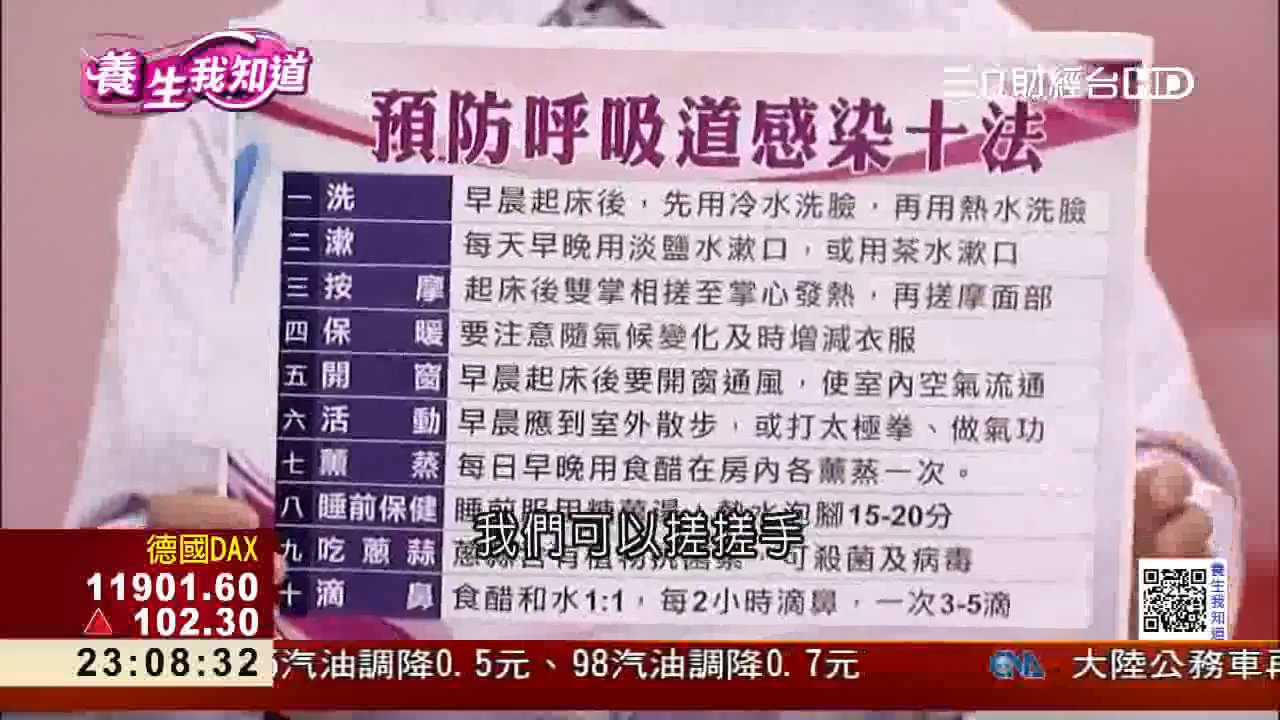 養生我知道
三立財經台HD
預防呼吸道感染十法
一 洗 早晨起床後,先用冷水洗臉,再用熱水洗臉
二 漱 每天早晚用淡鹽水漱口,或用茶水漱口
三 按摩 起床後雙掌相搓至掌心發熱,再搓摩面部
四 保暖 要注意隨氣候變化及時增減衣服
五 開窗 早晨起床後要開窗通風,使室內空氣流通
六 活動 早晨應到室外散步,或打太極拳、做氣功
七 薰蒸 每日早晚用食醋在房內各薰蒸一次。
八 睡前保健 睡前服用 熱水泡腳15-20分
我們可以搓搓手
九 吃蔥蒜 可殺菌及病毒
十 滴鼻 食醋和水1:1,每2小時滴鼻,一次3-5滴
養生我知道
德國DAX
11901.60
▲ 102.30
23:08:32
5汽油調降0.5元、98汽油調降0.7元 CNA 大陸公務車再